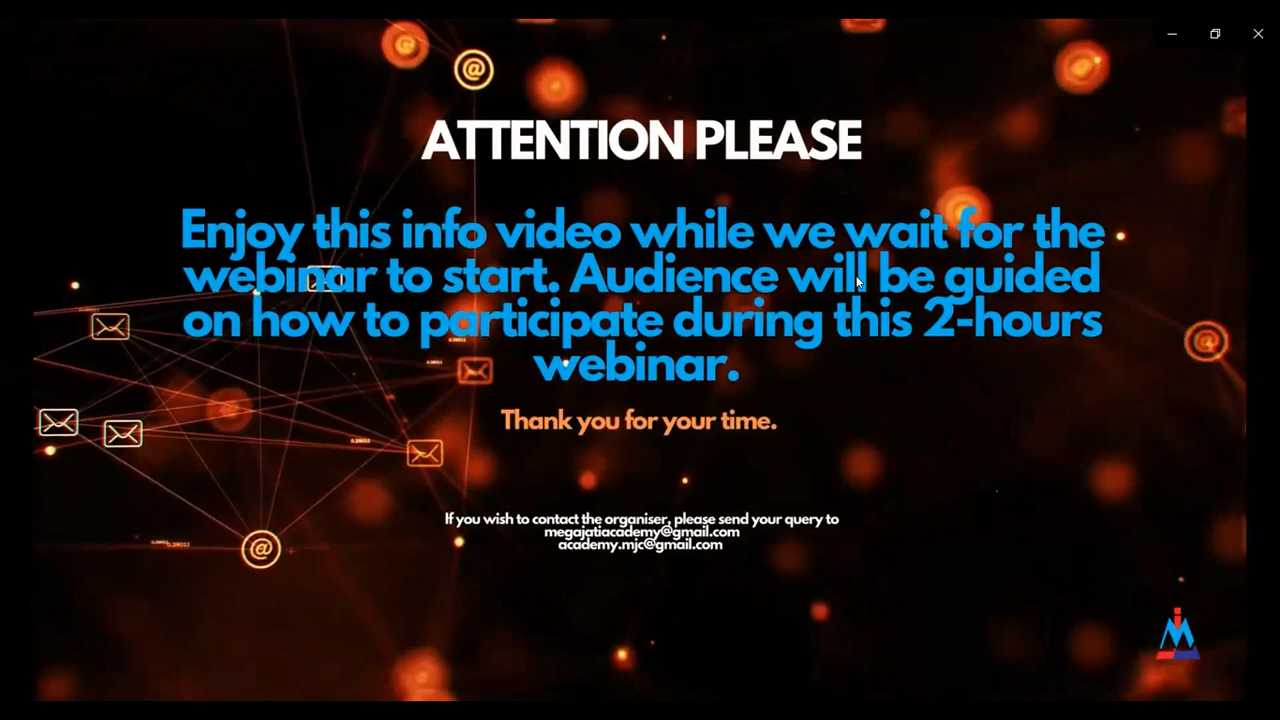 ATTENTION PLEASE
Enjoy this info video while we wait for the
webinar to start. Audience will be guided
on how to participate during this 2-hours
webinar.
Thank you for your time.
If you wish to contact the organiser, please send your query to
megajatiacademy@gmail.com
academy.mjc@gmail.com